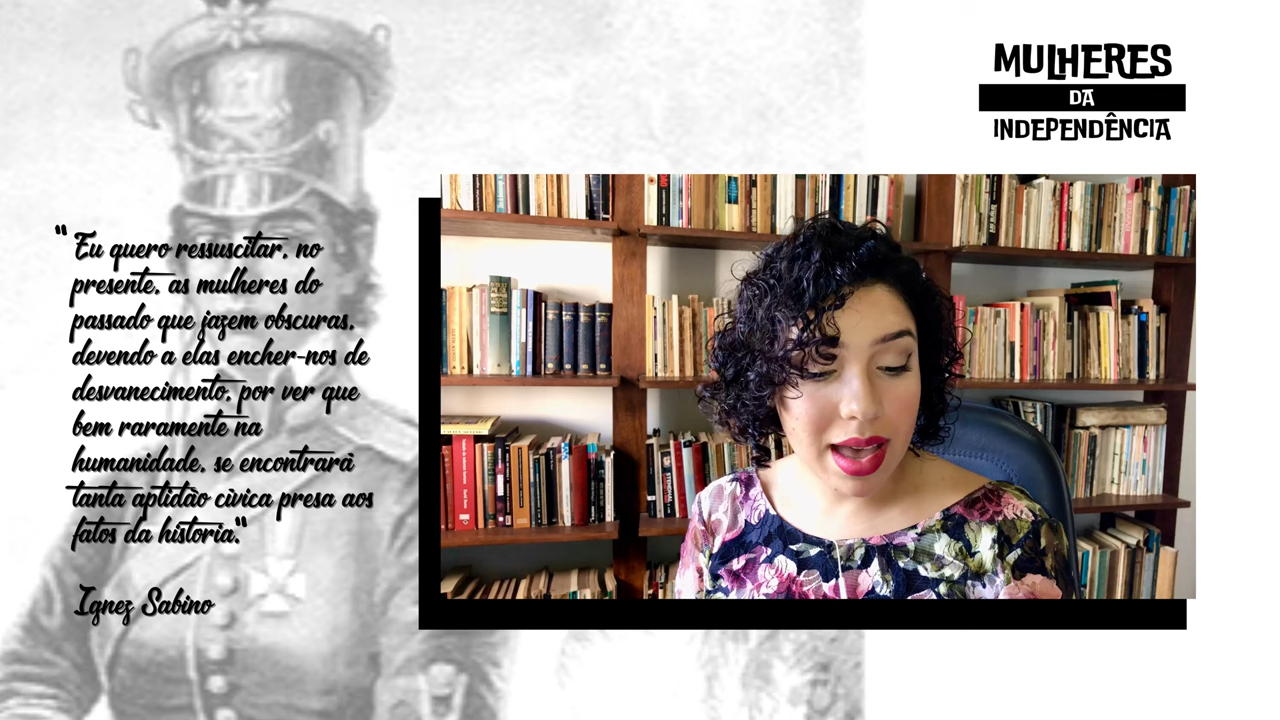 MULHERES
DA
INDEPENDÊNCIA
“Eu quero ressuscitar, no
presente, as mulheres do
passado que jazem obscuras,
devendo a elas encher-nos de
desvanecimento, por ver que
bem raramente na
humanidade, se encontrará
tanta aptidão cívica presa aos
fatos da historia.“
Ignez Sabino
STENDHAL